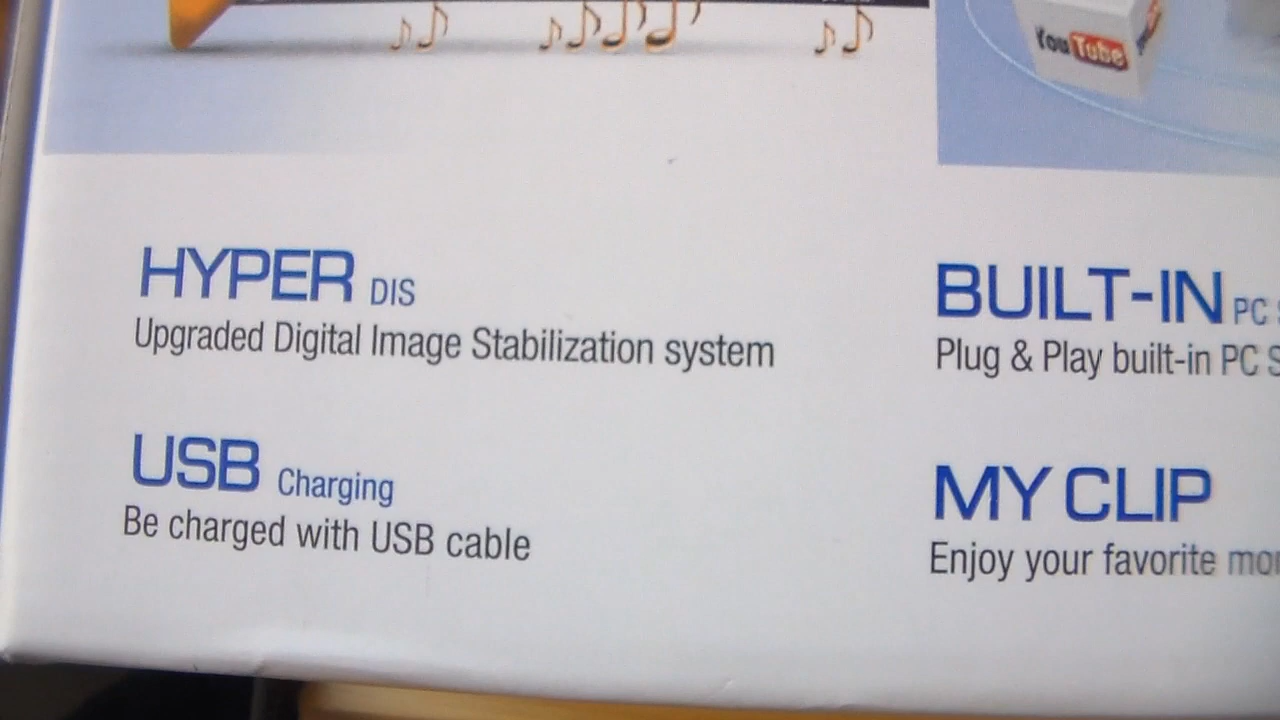 YouTube
HYPER DIS
Upgraded Digital Image Stabilization system
USB Charging
Be charged with USB cable
BUILT-IN PC
Plug & Play built-in PC
MY CLIP
Enjoy your favorite